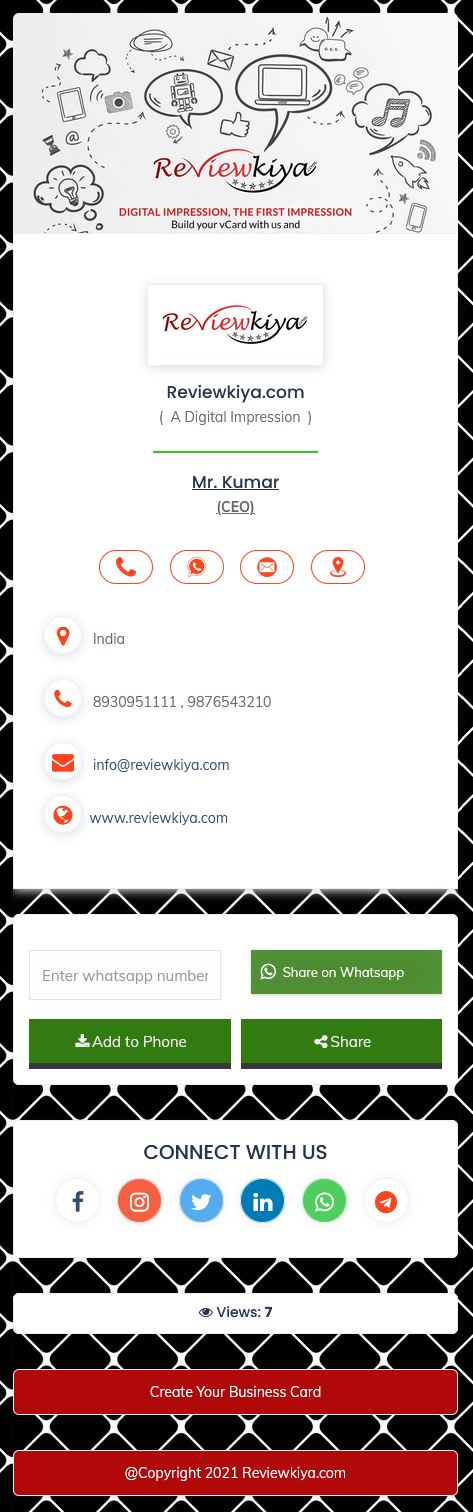 @
Reviewkiya
DIGITAL IMPRESSION, THE FIRST IMPRESSION
Build your vCard with us and
Reviewkiya
Reviewkiya.com
( A Digital Impression )
Mr. Kumar
(CEO)
India
8930951111 , 9876543210
info@reviewkiya.com
www.reviewkiya.com
Enter whatsapp number
Share on Whatsapp
Add to Phone
Share
CONNECT WITH US
Views: 7
Create Your Business Card
@Copyright 2021 Reviewkiya.com